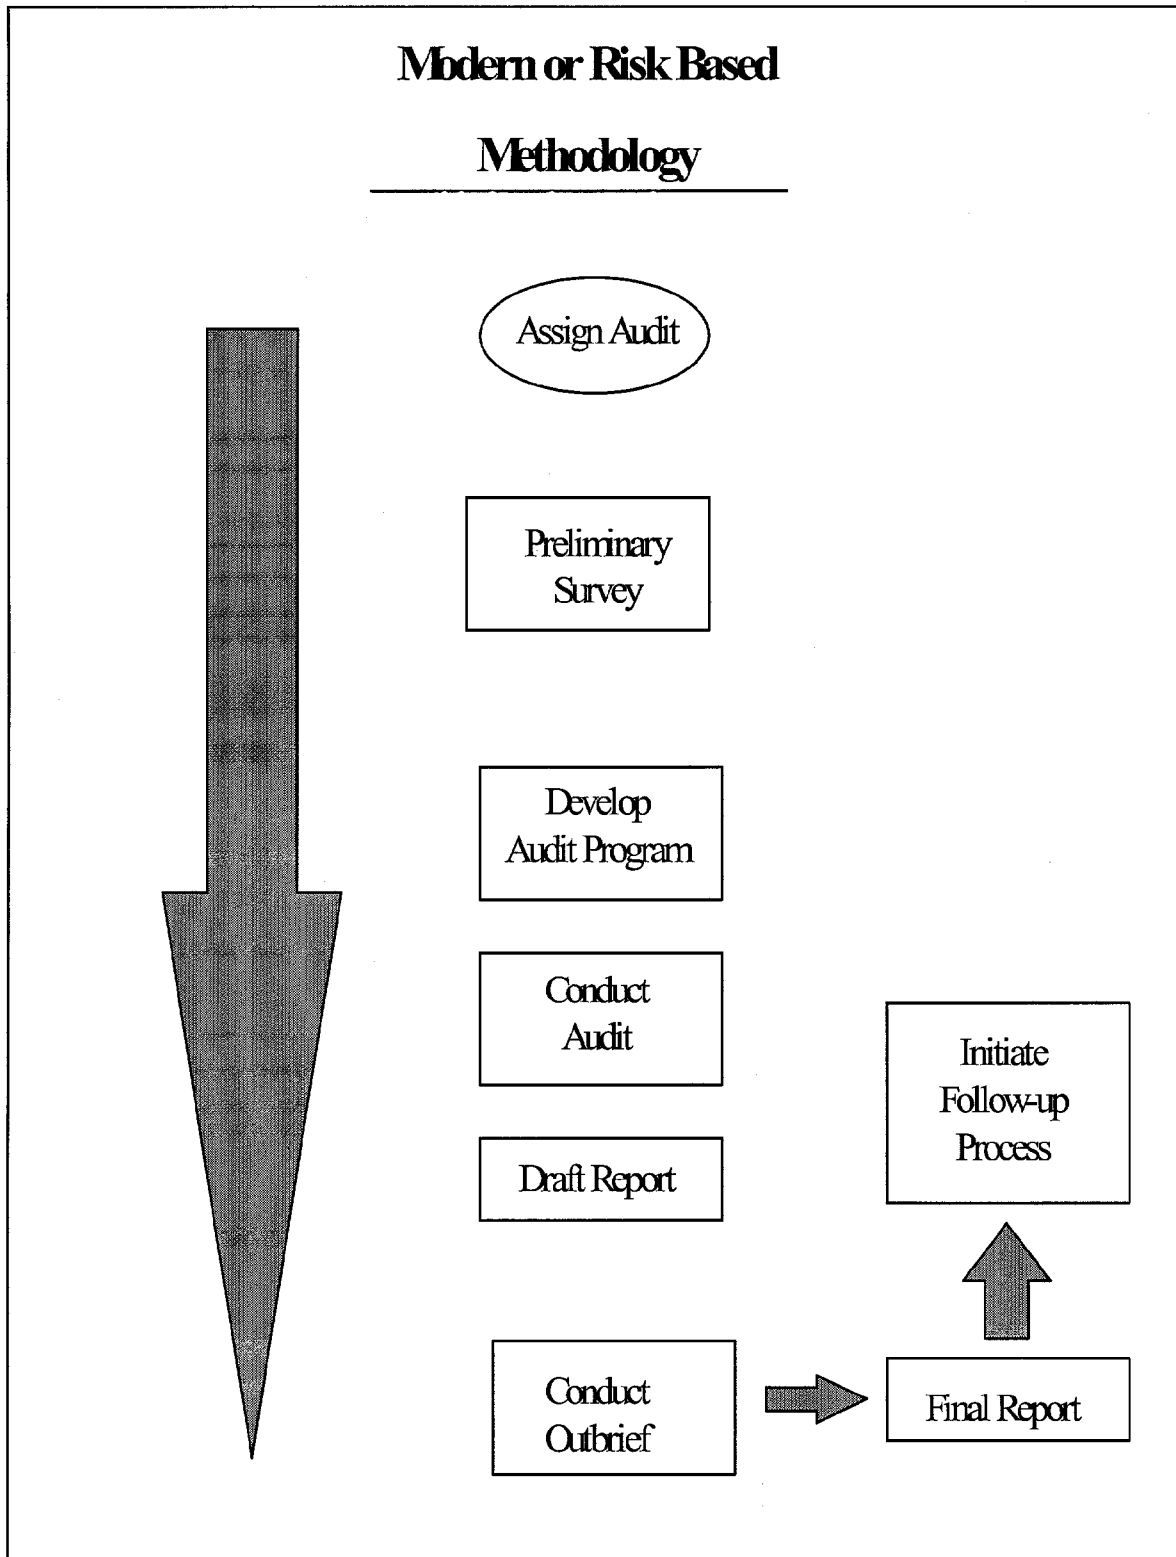 Modern or Risk Based
Methodology
Assign Audit
Preliminary
Survey
Develop
Audit Program
Conduct
Audit
Draft Report
Conduct
Outbrief
Final Report
Initiate
Follow-up
Process